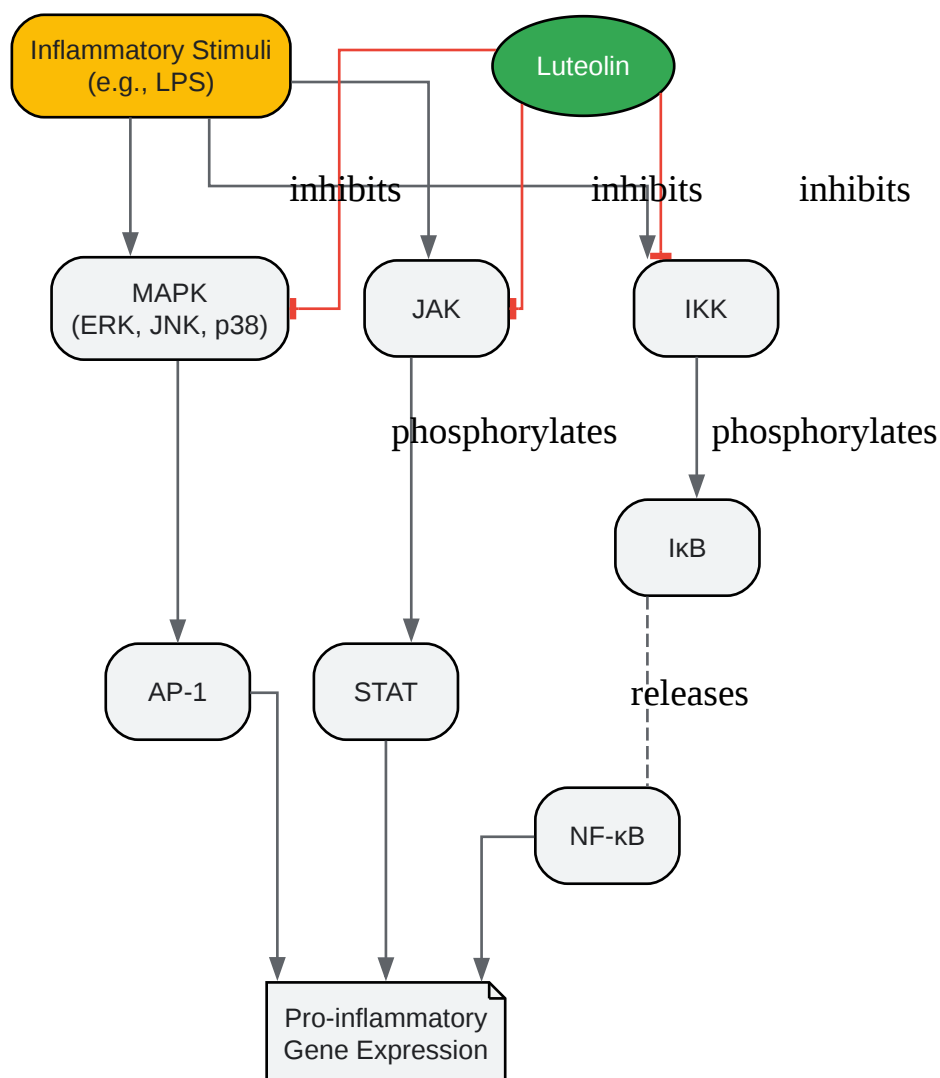 Inflammatory Stimuli
(e.g., LPS)
Luteolin
inhibits
inhibits
inhibits
MAPK
(ERK, JNK, p38)
JAK
IKK
phosphorylates
phosphorylates
IκB
AP-1
STAT
releases
NF-κB
Pro-inflammatory
Gene Expression